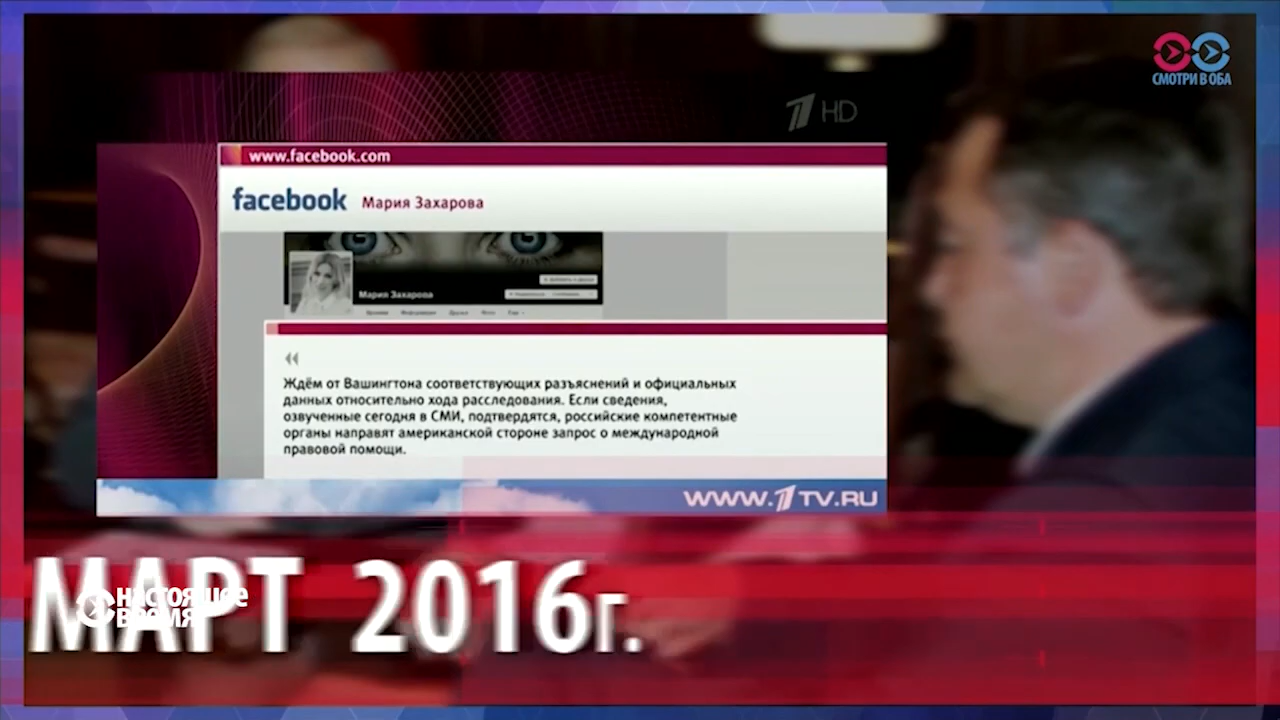 СМОТРИ В ОБА
HD
www.facebook.com
facebook Мария Захарова
Мария Захарова
Ждём от Вашингтона соответствующих разъяснений и официальных
данных относительно хода расследования. Если сведения,
озвученные сегодня в СМИ, подтвердятся, российские компетентные
органы направят американской стороне запрос о международной
правовой помощи.
WWW.1TV.RU
МАРТ 2016г.
НАСТОЯЩЕЕ
ВРЕМЯ